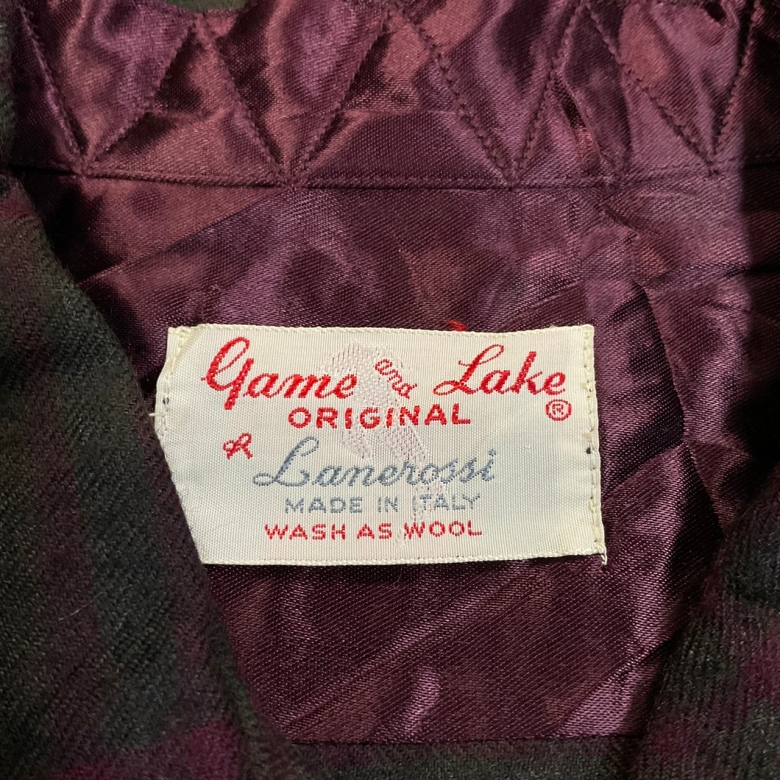 Game and Lake ®
ORIGINAL
R Lanerossi
MADE IN ITALY
WASH AS WOOL